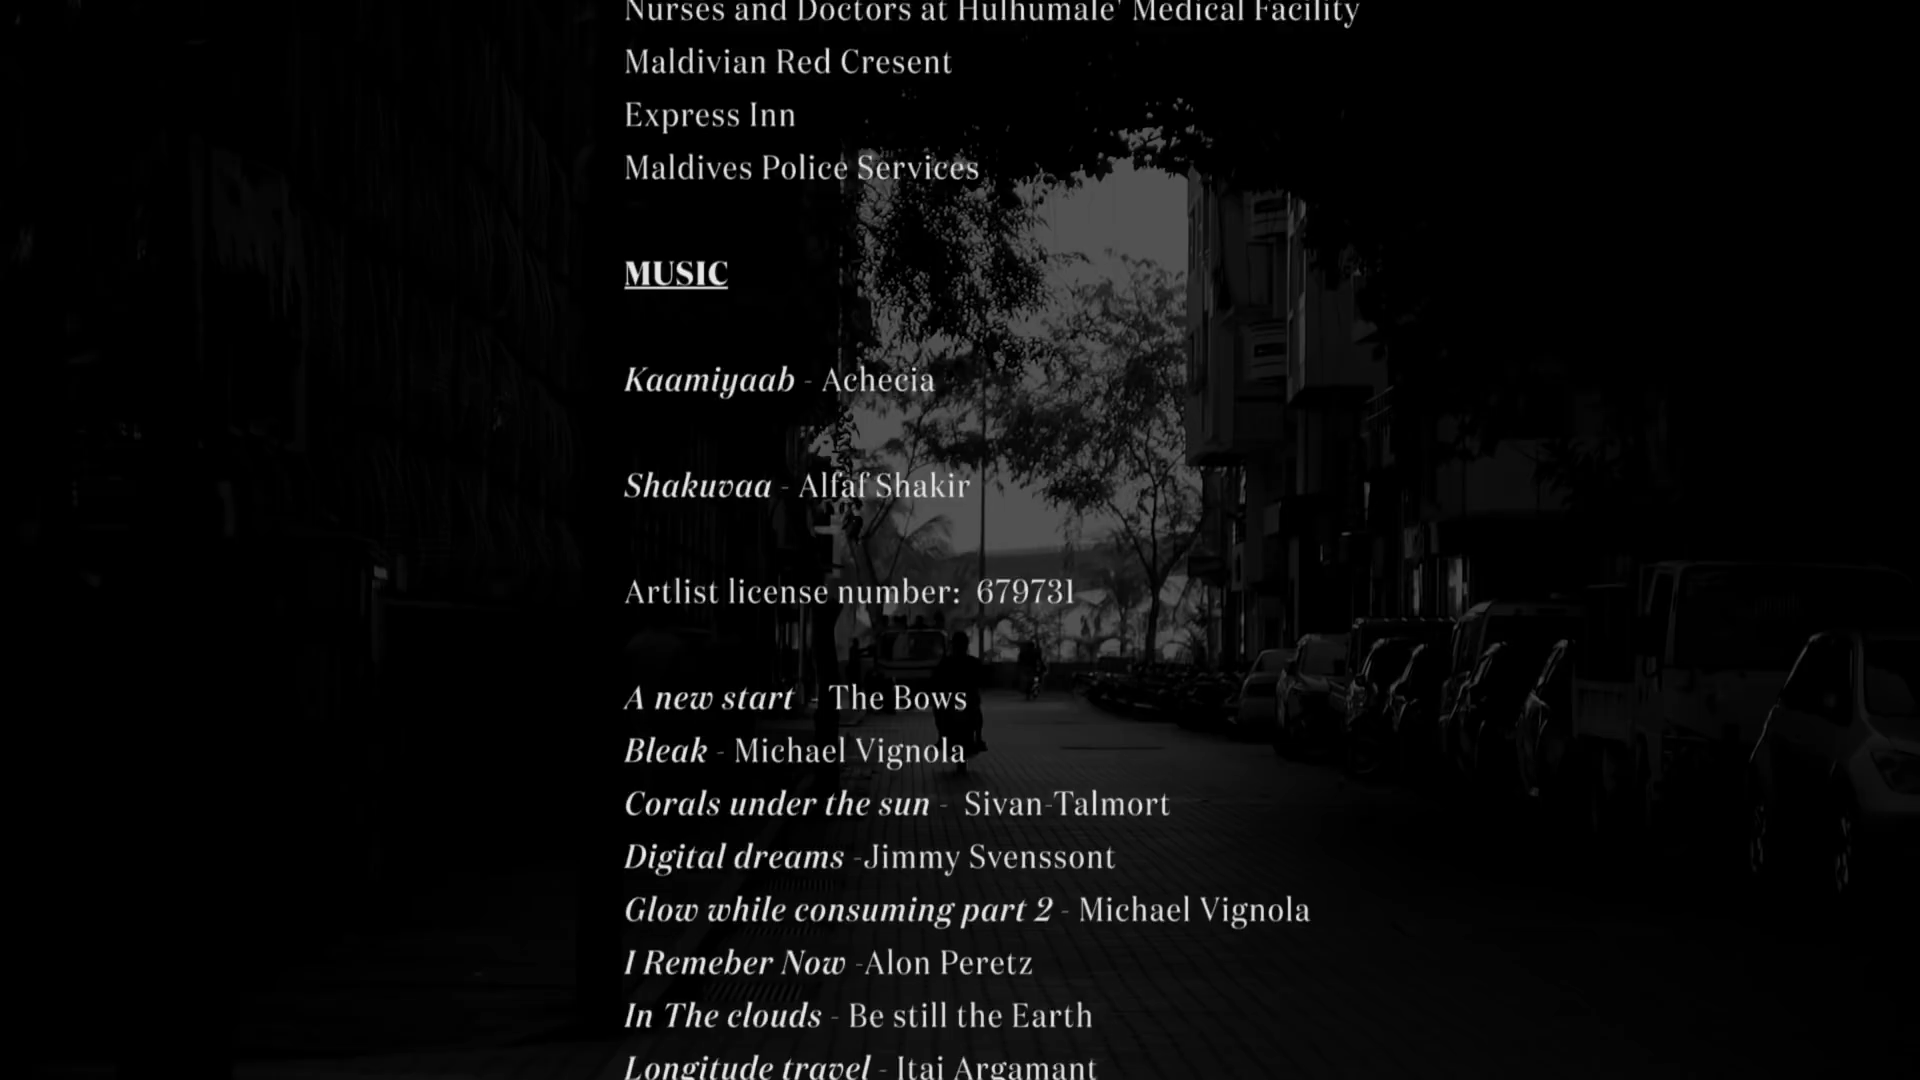 Nurses and Doctors at Hulhumale' Medical Facility
Maldivian Red Cresent
Express Inn
Maldives Police Services
MUSIC
Kaamiyaab - Achecia
Shakuvaa - Alfaf Shakir
Artlist license number: 679731
A new start - The Bows
Bleak - Michael Vignola
Corals under the sun - Sivan-Talmort
Digital dreams -Jimmy Svenssont
Glow while consuming part 2 - Michael Vignola
I Remeber Now -Alon Peretz
In The clouds - Be still the Earth
Longitude travel - Itai Argamant